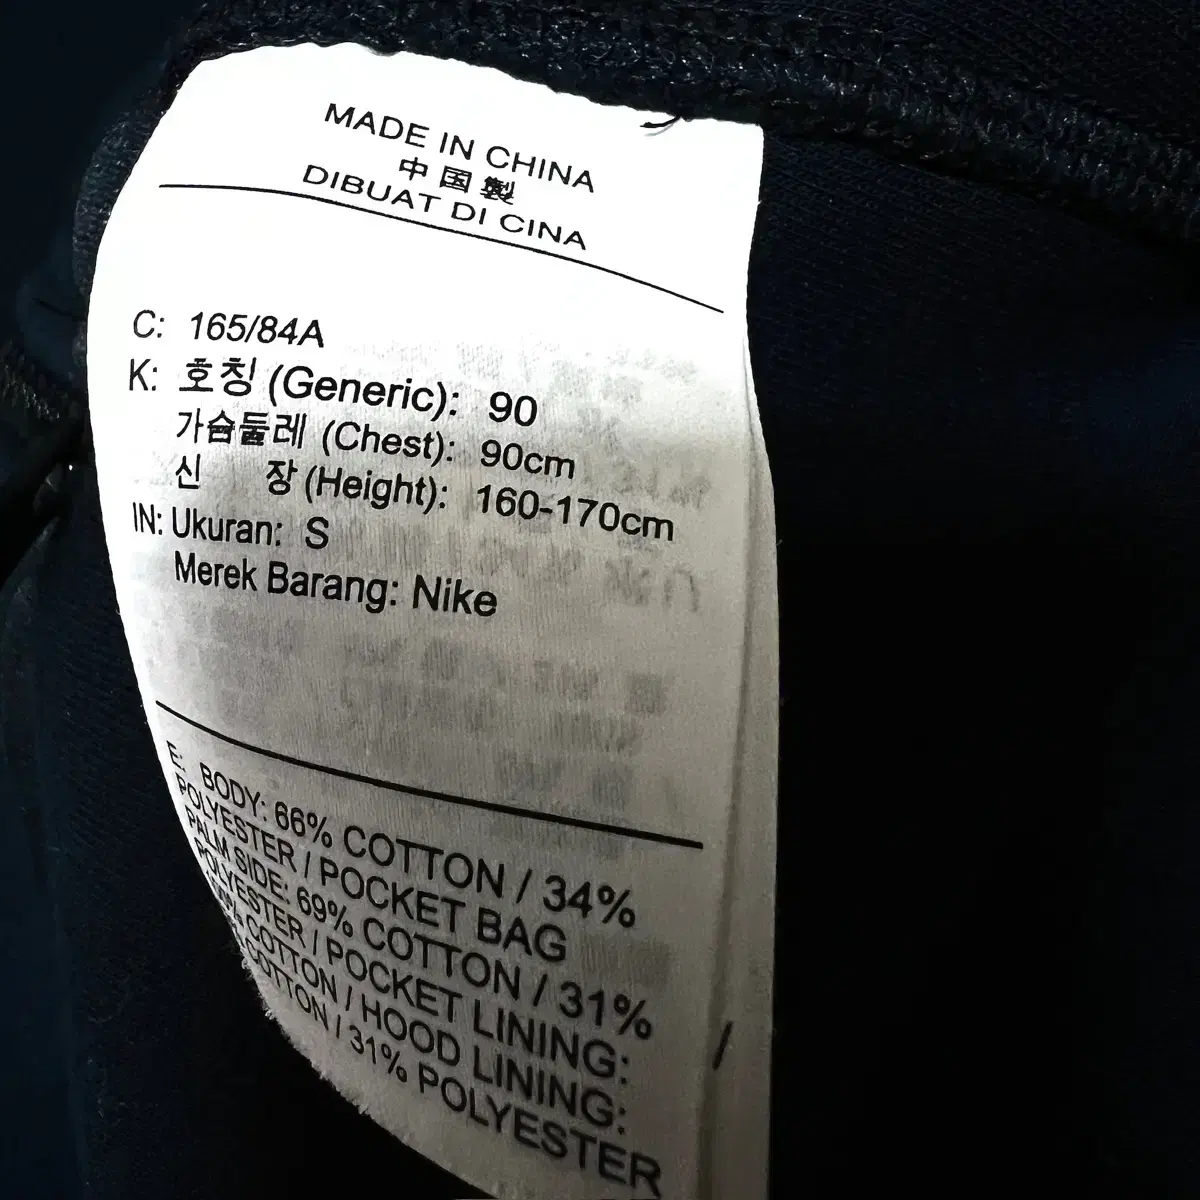 MADE IN CHINA
中国製
DIBUAT DI CINA
C: 165/84A
K: 호칭 (Generic): 90
가슴둘레 (Chest): 90cm
신 장 (Height): 160-170cm
IN: Ukuran: S
Merek Barang: Nike
E: BODY: 66% COTTON / 34%
POLYESTER / POCKET BAG
PALM SIDE: 69% COTTON / 31%
POLYESTER / POCKET LINING:
COTTON / HOOD LINING:
COTTON / 31% POLYESTER